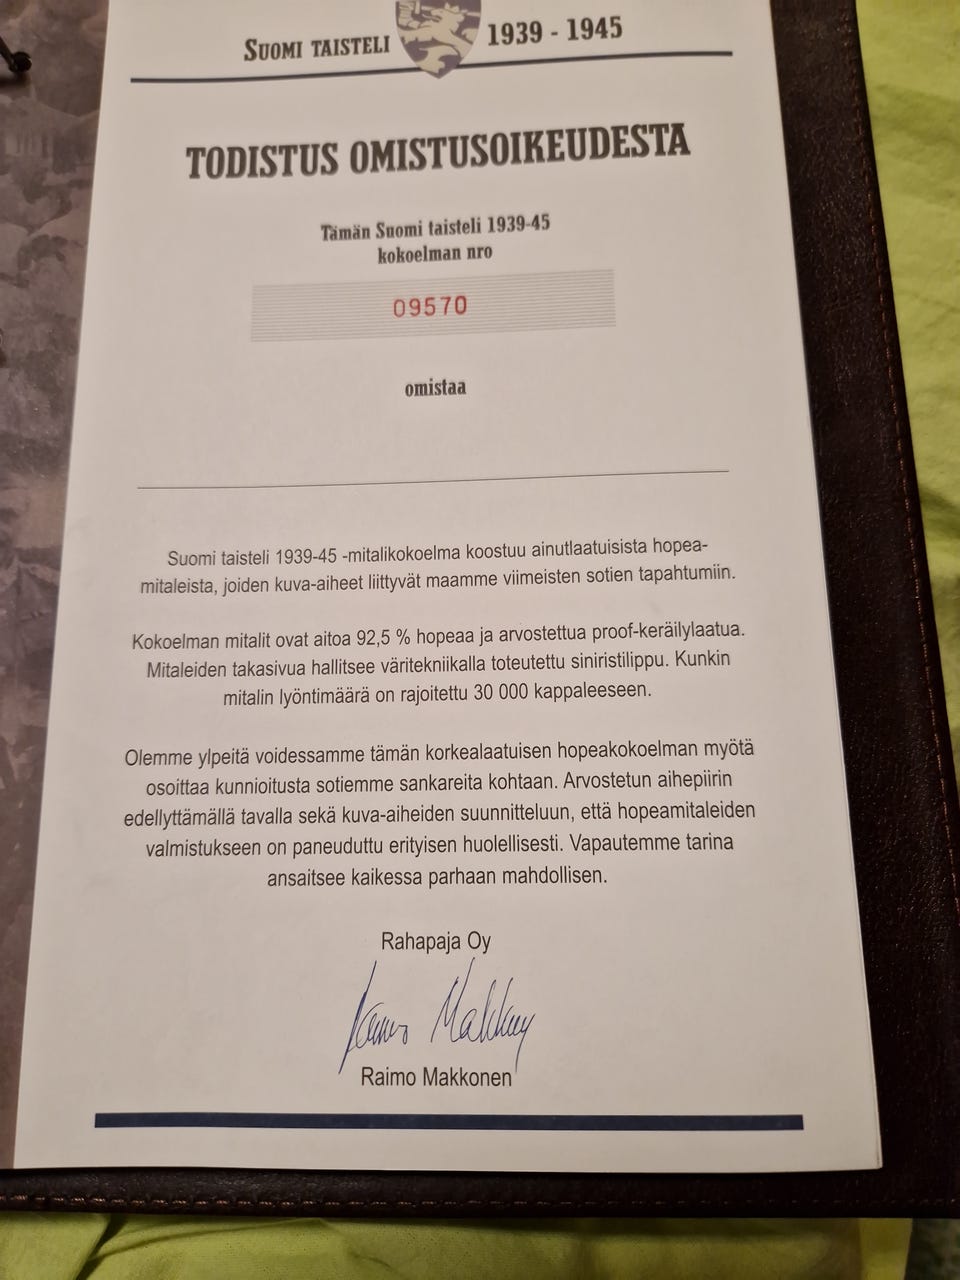 SUOMI TAISTELI 1939 - 1945
TODISTUS OMISTUSOIKEUDESTA
Tämän Suomi taisteli 1939-45
kokoelman nro
09570
omistaa
Suomi taisteli 1939-45 -mitalikokoelma koostuu ainutlaatuisista hopea-
mitaleista, joiden kuva-aiheet liittyvät maamme viimeisten sotien tapahtumiin.
Kokoelman mitalit ovat aitoa 92,5 % hopeaa ja arvostettua proof-keräilylaatua.
Mitaleiden takasivua hallitsee väritekniikalla toteutettu siniristilippu. Kunkin
mitalin lyöntimäärä on rajoitettu 30 000 kappaleeseen.
Olemme ylpeitä voidessamme tämän korkealaatuisen hopeakokoelman myötä
osoittaa kunnioitusta sotiemme sankareita kohtaan. Arvostetun aihepiirin
edellyttämällä tavalla sekä kuva-aiheiden suunnitteluun, että hopeamitaleiden
valmistukseen on paneuduttu erityisen huolellisesti. Vapautemme tarina
ansaitsee kaikessa parhaan mahdollisen.
Rahapaja Oy
Raimo Makkonen
Raimo Makkonen